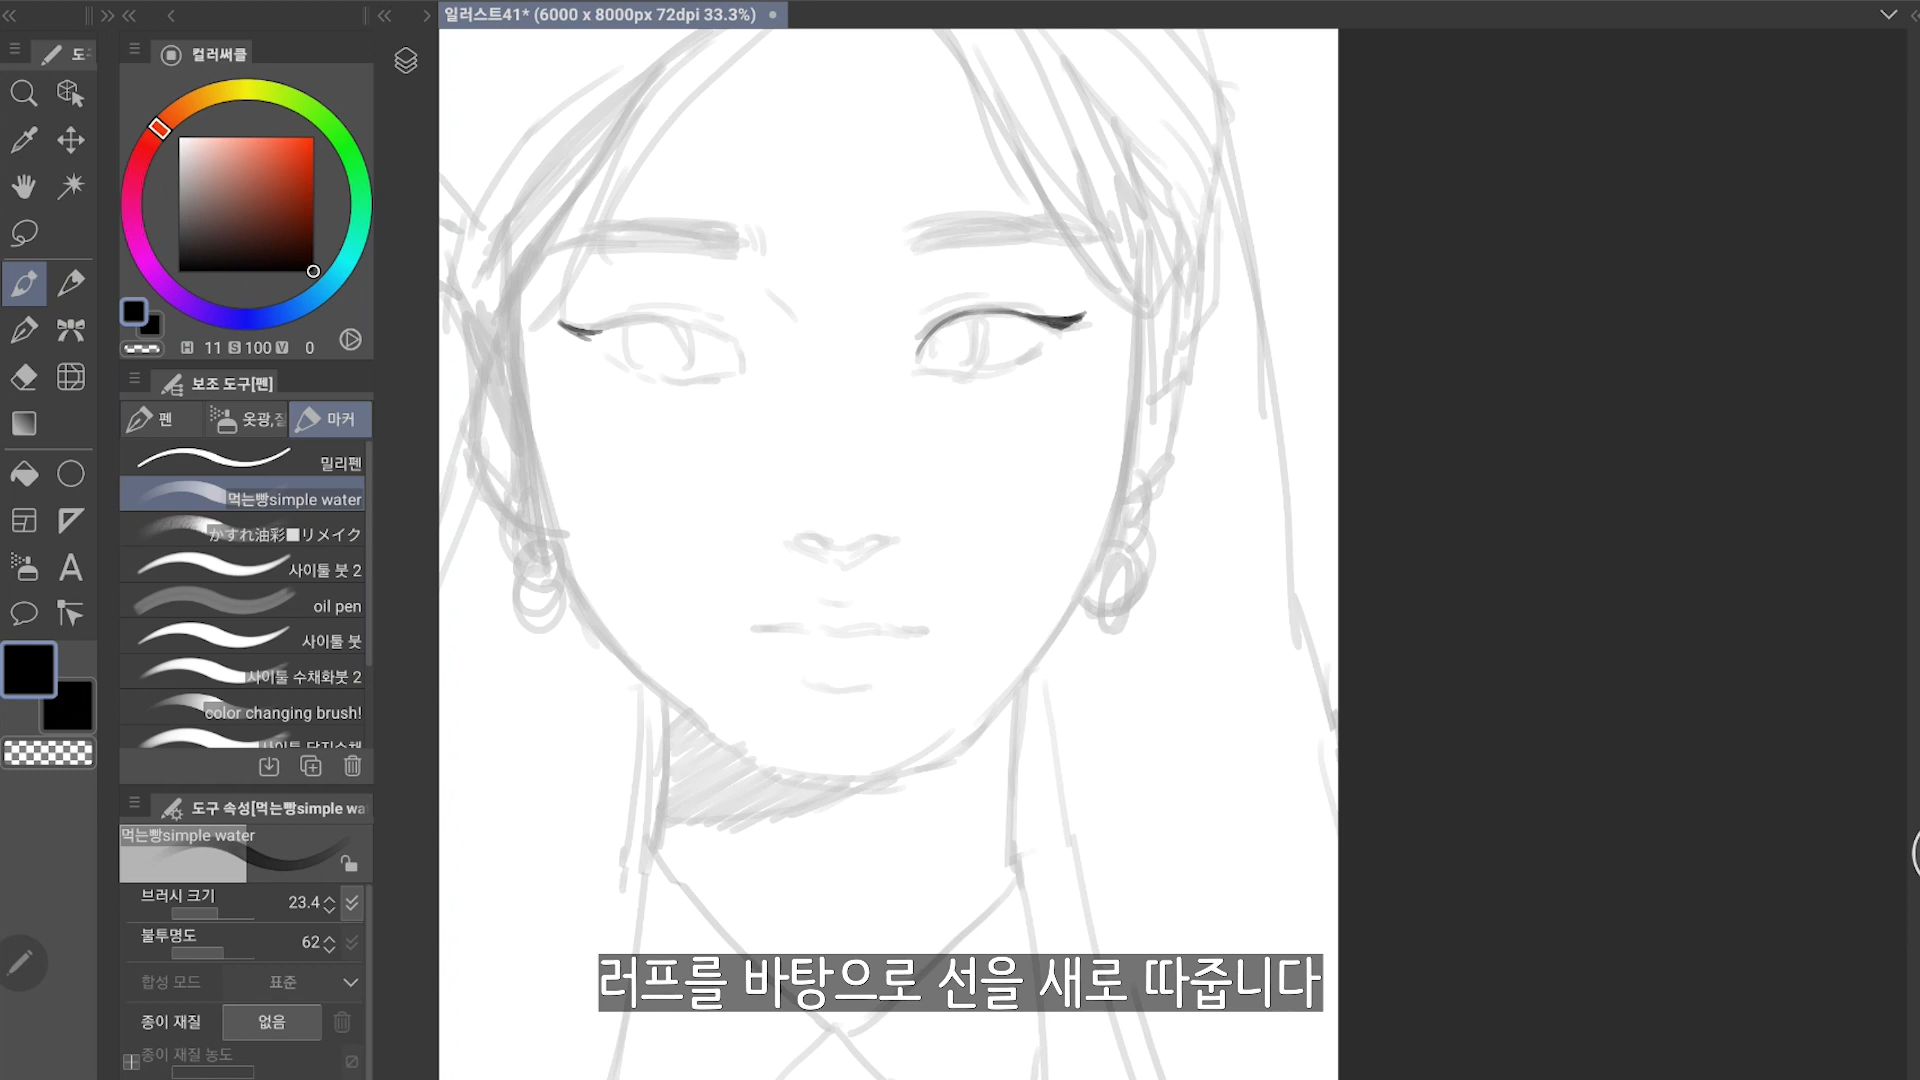 일러스트41* (6000 x 8000px 72dpi 33.3%)
컬러써클
H 11 S 100 V 0
보조 도구[펜]
펜
옷광,질
마커
밀리펜
먹는빵simple water
かすれ油彩■リメイク
사이툴 붓 2
oil pen
사이툴 붓
사이툴 수채화붓 2
color changing brush!
도구 속성[먹는빵simple wa
먹는빵simple water
브러시 크기 23.4
불투명도 62
합성 모드 표준
종이 재질 없음
종이 재질 농도
러프를 바탕으로 선을 새로 따줍니다